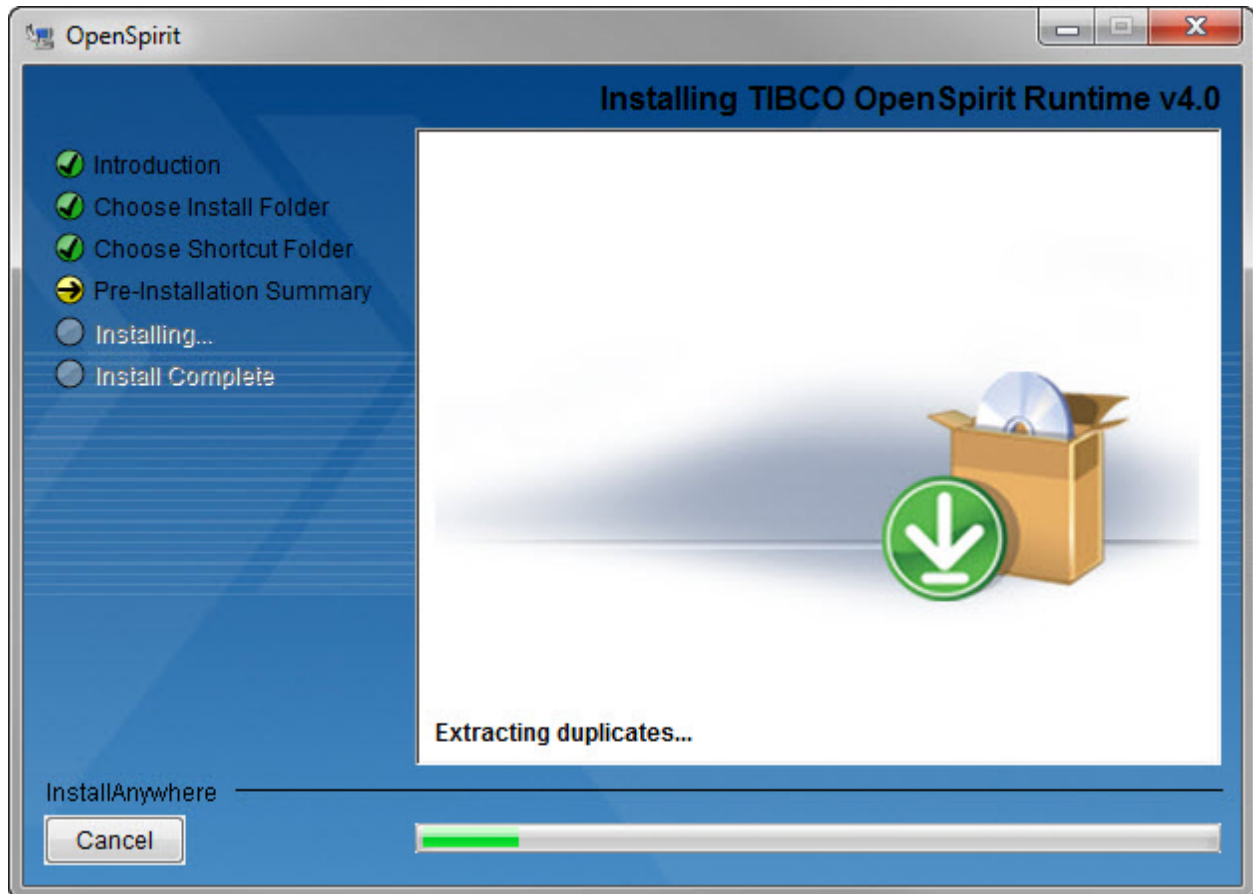 OpenSpirit
Installing TIBCO OpenSpirit Runtime v4.0
Introduction
Choose Install Folder
Choose Shortcut Folder
Pre-Installation Summary
Installing...
Install Complete
Extracting duplicates...
InstallAnywhere
Cancel